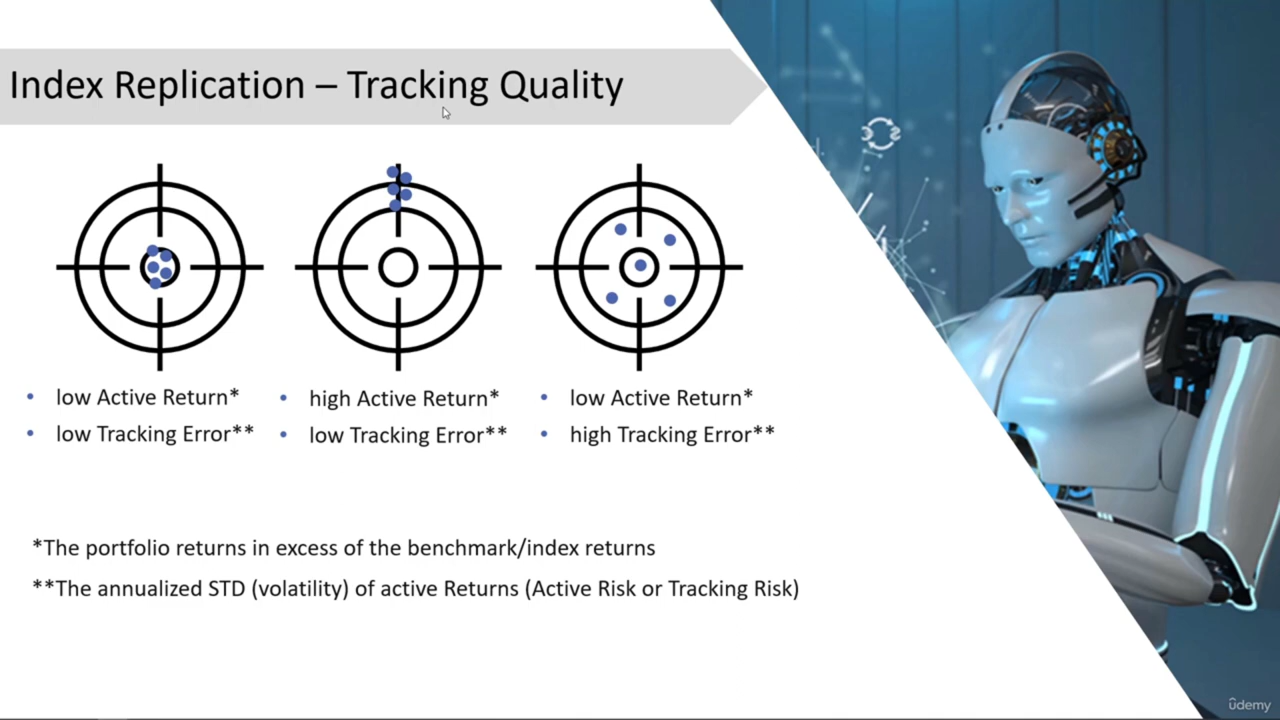 Index Replication – Tracking Quality
• low Active Return*
• low Tracking Error**
• high Active Return*
• low Tracking Error**
• low Active Return*
• high Tracking Error**
*The portfolio returns in excess of the benchmark/index returns
**The annualized STD (volatility) of active Returns (Active Risk or Tracking Risk)
ûdemy